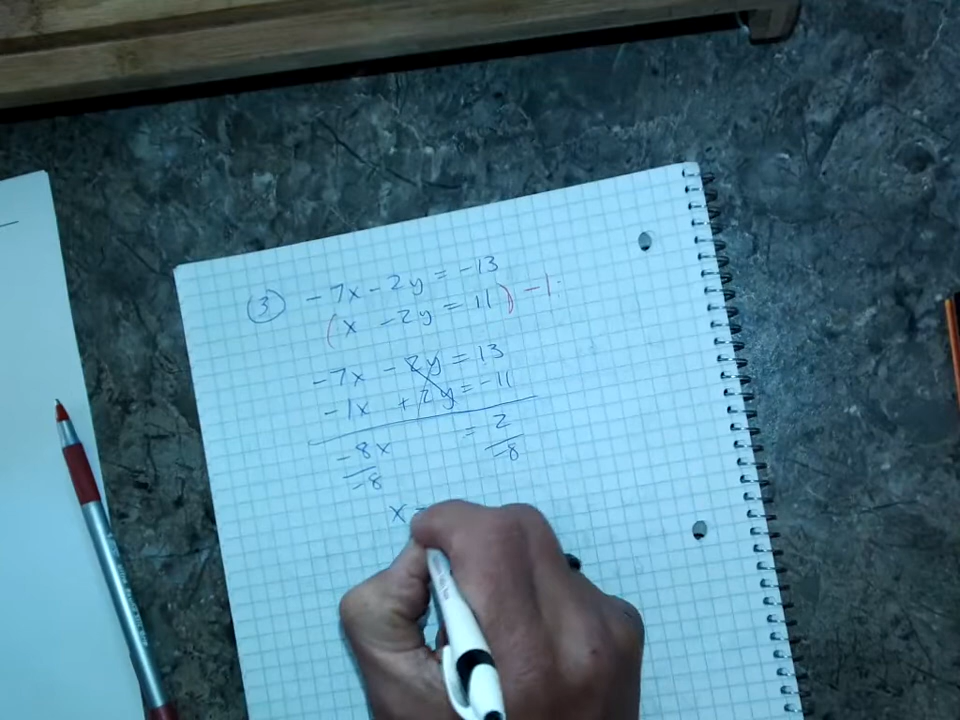 ③ -7x - 2y = -13
(x - 2y = 11) -1
-7x - 2y = 13
-1x + 2y = -11
-8x = 2
-8 -8
x =